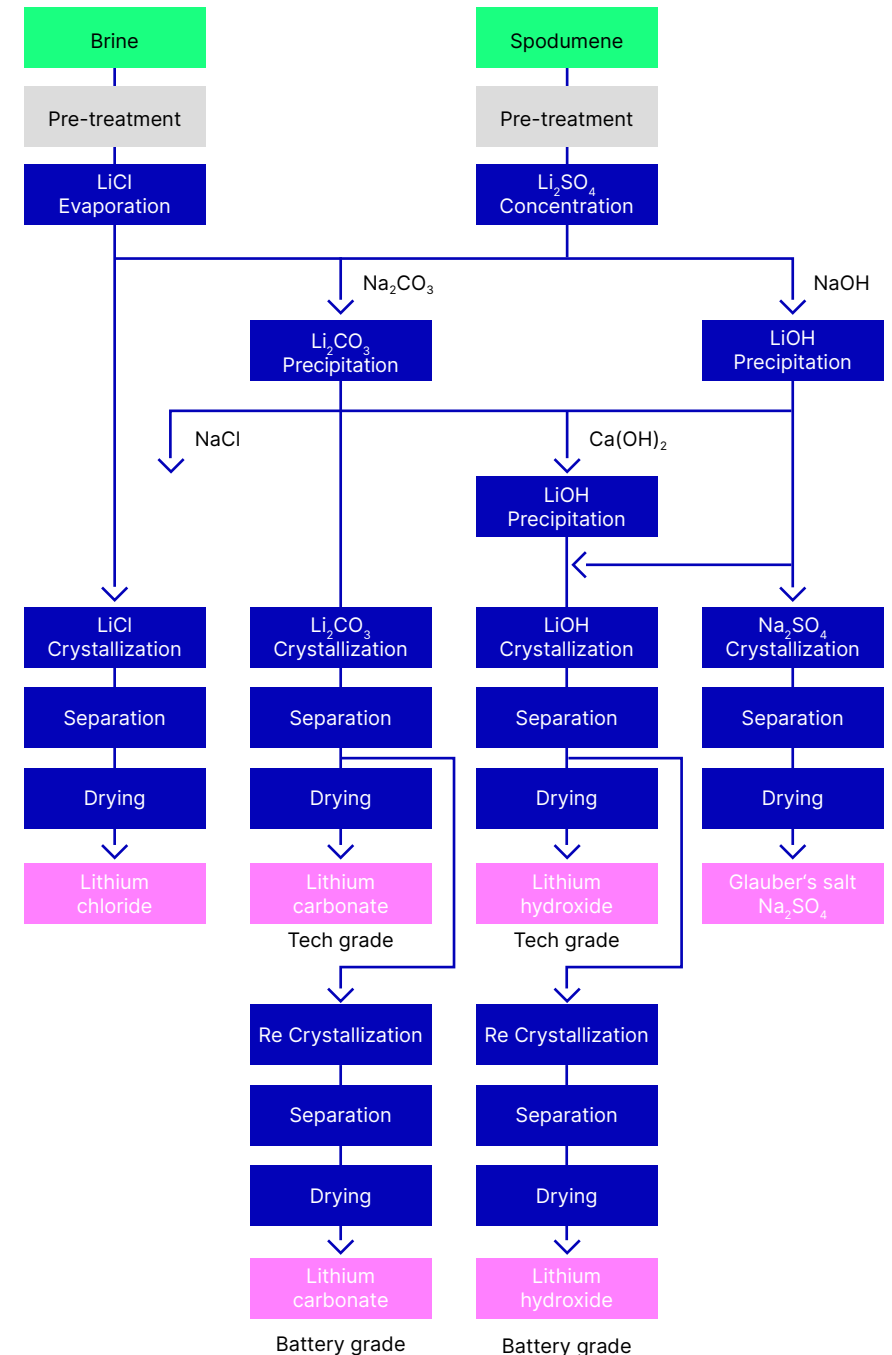 Brine
Spodumene
Pre-treatment
Pre-treatment
LiCl
Evaporation
Li₂SO₄
Concentration
Na₂CO₃
NaOH
Li₂CO₃
Precipitation
LiOH
Precipitation
NaCl
Ca(OH)₂
LiOH
Precipitation
LiCl
Crystallization
Li₂CO₃
Crystallization
LiOH
Crystallization
Na₂SO₄
Crystallization
Separation
Separation
Separation
Separation
Drying
Drying
Drying
Drying
Lithium
chloride
Lithium
carbonate
Lithium
hydroxide
Glauber‘s salt
Na₂SO₄
Tech grade
Tech grade
Re Crystallization
Re Crystallization
Separation
Separation
Drying
Drying
Lithium
carbonate
Lithium
hydroxide
Battery grade
Battery grade